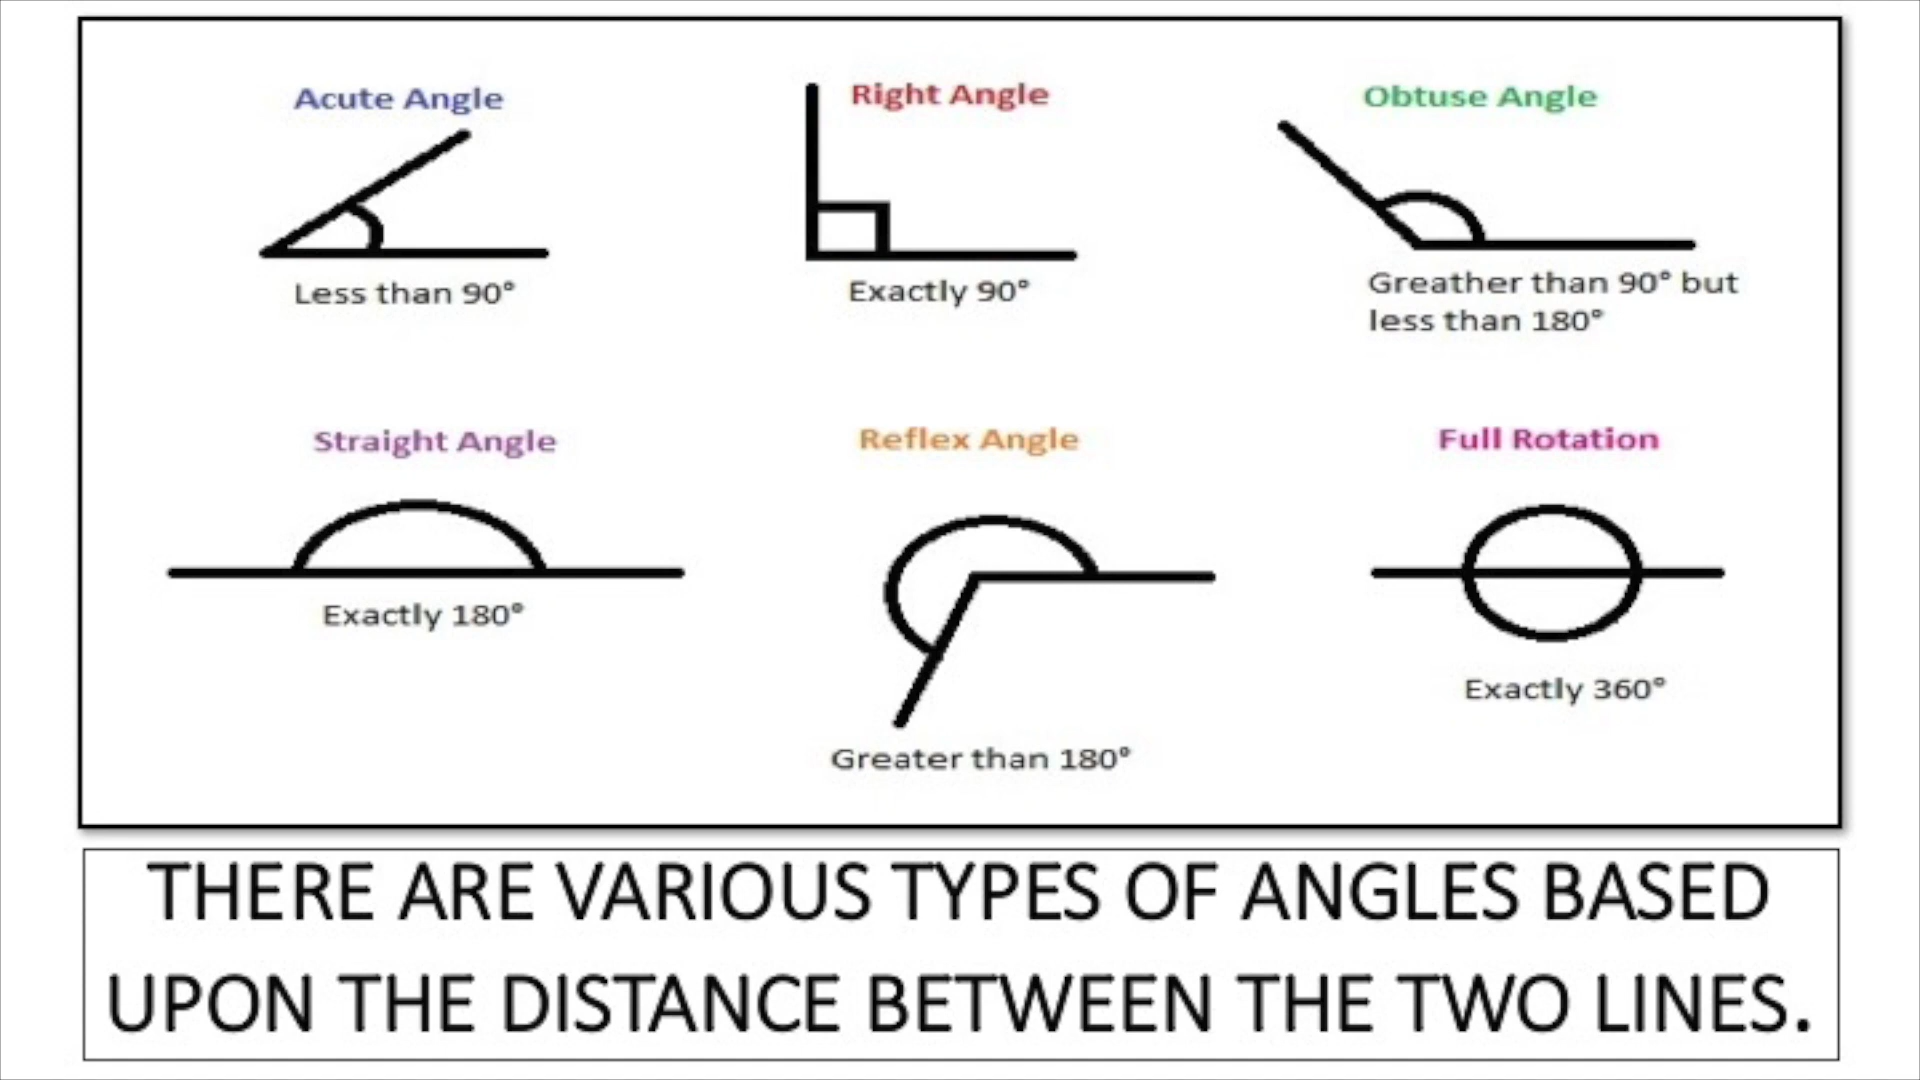 Acute Angle
Right Angle
Obtuse Angle
Less than 90°
Exactly 90°
Greather than 90° but
less than 180°
Straight Angle
Reflex Angle
Full Rotation
Exactly 180°
Greater than 180°
Exactly 360°
THERE ARE VARIOUS TYPES OF ANGLES BASED
UPON THE DISTANCE BETWEEN THE TWO LINES.